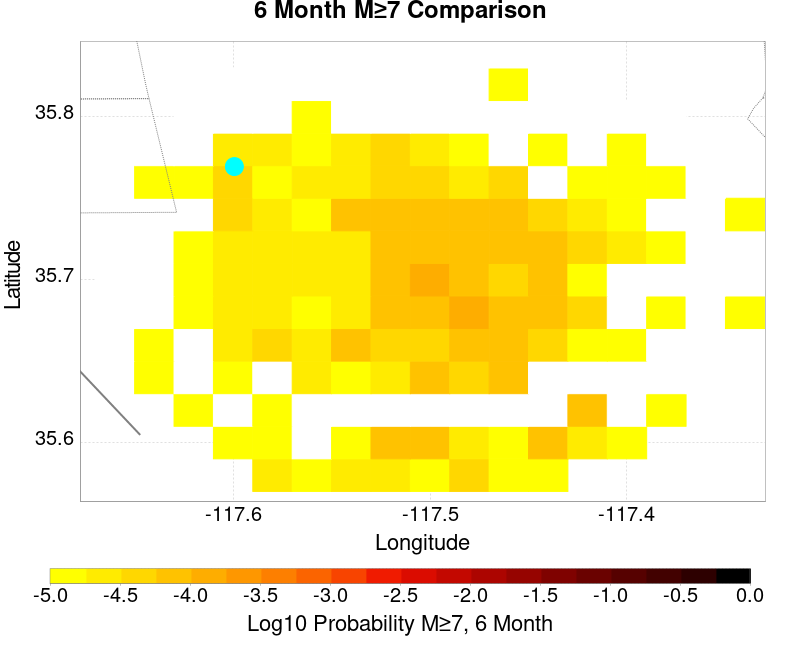 6 Month M≥7 Comparison
35.8
35.7
35.6
Latitude
-117.6 -117.5 -117.4
Longitude
-5.0 -4.5 -4.0 -3.5 -3.0 -2.5 -2.0 -1.5 -1.0 -0.5 0.0
Log10 Probability M≥7, 6 Month